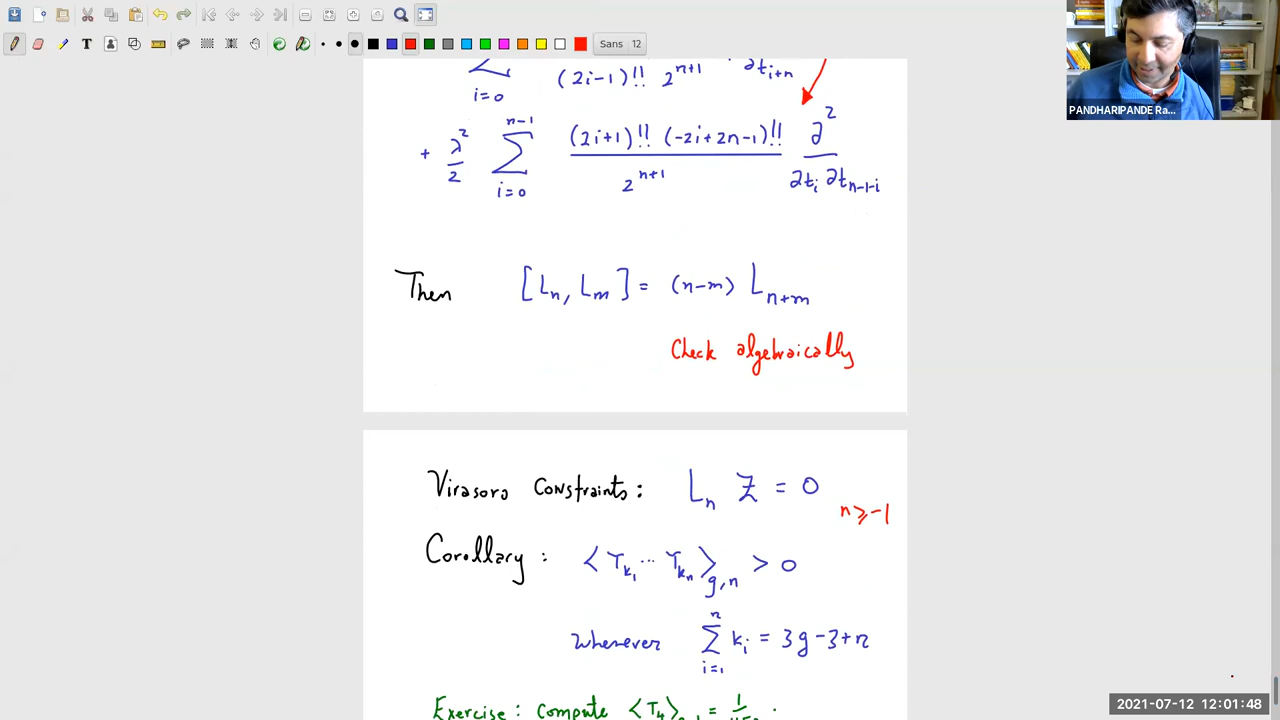 Sans 12
PANDHARIPANDE Ra...
∑ i=0 (2i-1)!! 2^{n+1} ∂t_{i+n}
+ λ²/2 ∑_{i=0}^{n-1} (2i+1)!! (-2i+2n-1)!! / 2^{n+1} ∂² / ∂t_i ∂t_{n-1-i}
Then [L_n, L_m] = (n-m) L_{n+m}
Check algebraically
Virasoro Constraints: L_n Z = 0
n ≥ -1
Corollary: < τ_{k_1} ... τ_{k_n} >_{g,n} > 0
Whenever ∑_{i=1}^{n} k_i = 3g-3+n
Exercise: compute <τ_4> = 1/
2021-07-12 12:01:48